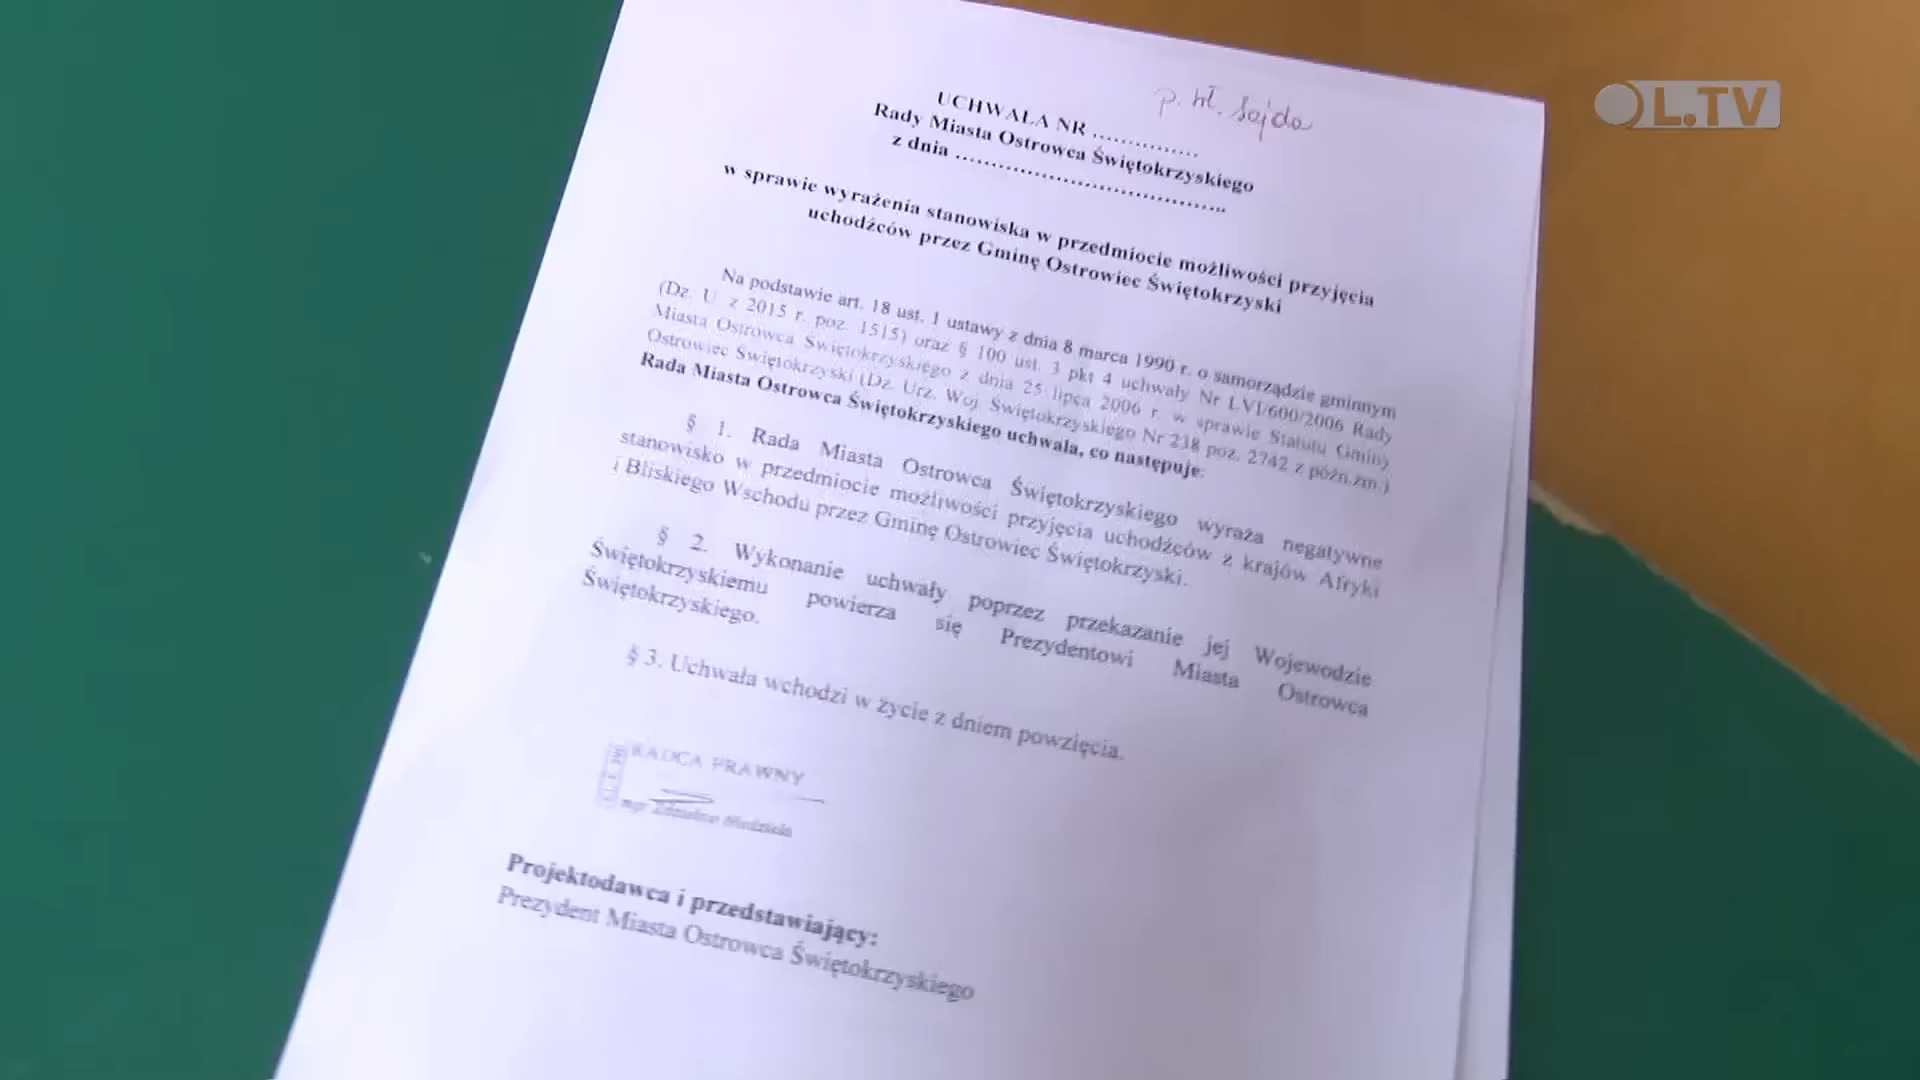 p. Wł. Sajda
L.TV
UCHWAŁA NR ...............
Rady Miasta Ostrowca Świętokrzyskiego
z dnia ........................................
w sprawie wyrażenia stanowiska w przedmiocie możliwości przyjęcia
uchodźców przez Gminę Ostrowiec Świętokrzyski
Na podstawie art. 18 ust. 1 ustawy z dnia 8 marca 1990 r. o samorządzie gminnym
(Dz. U z 2015 r. poz. 1515) oraz § 100 ust. 3 pkt 4 uchwały Nr LVI/600/2006 Rady
Miasta Ostrowca Świętokrzyskiego z dnia 25 lipca 2006 r. w sprawie Statutu Gminy
Ostrowiec Świętokrzyski (Dz. Urz. Woj. Świętokrzyskiego Nr 238 poz. 2742 z późn.zm.)
Rada Miasta Ostrowca Świętokrzyskiego uchwala, co następuje:
§ 1. Rada Miasta Ostrowca Świętokrzyskiego wyraża negatywne
stanowisko w przedmiocie możliwości przyjęcia uchodźców z krajów Afryki
i Bliskiego Wschodu przez Gminę Ostrowiec Świętokrzyski.
§ 2. Wykonanie uchwały poprzez przekazanie jej Wojewodzie
Świętokrzyskiemu powierza się Prezydentowi Miasta Ostrowca
Świętokrzyskiego.
§ 3. Uchwała wchodzi w życie z dniem powzięcia.
RADCA PRAWNY
mgr
Projektodawca i przedstawiający:
Prezydent Miasta Ostrowca Świętokrzyskiego